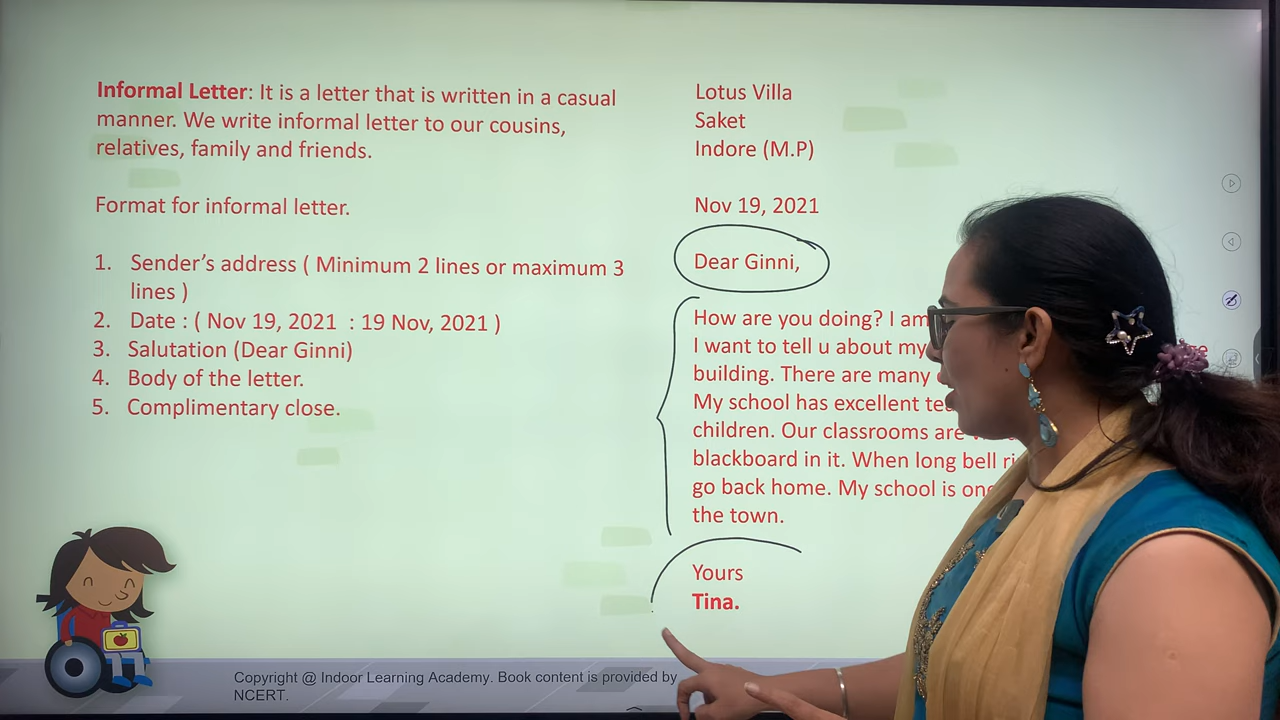 Informal Letter: It is a letter that is written in a casual
manner. We write informal letter to our cousins,
relatives, family and friends.
Format for informal letter.
1. Sender's address ( Minimum 2 lines or maximum 3
lines )
2. Date : ( Nov 19, 2021 : 19 Nov, 2021 )
3. Salutation (Dear Ginni)
4. Body of the letter.
5. Complimentary close.
Lotus Villa
Saket
Indore (M.P)
Nov 19, 2021
Dear Ginni,
How are you doing? I am
I want to tell u about my
building. There are many
My school has excellent
children. Our classrooms are
blackboard in it. When long bell
go back home. My school is
the town.
Yours
Tina.
Copyright @ Indoor Learning Academy. Book content is provided by
NCERT.